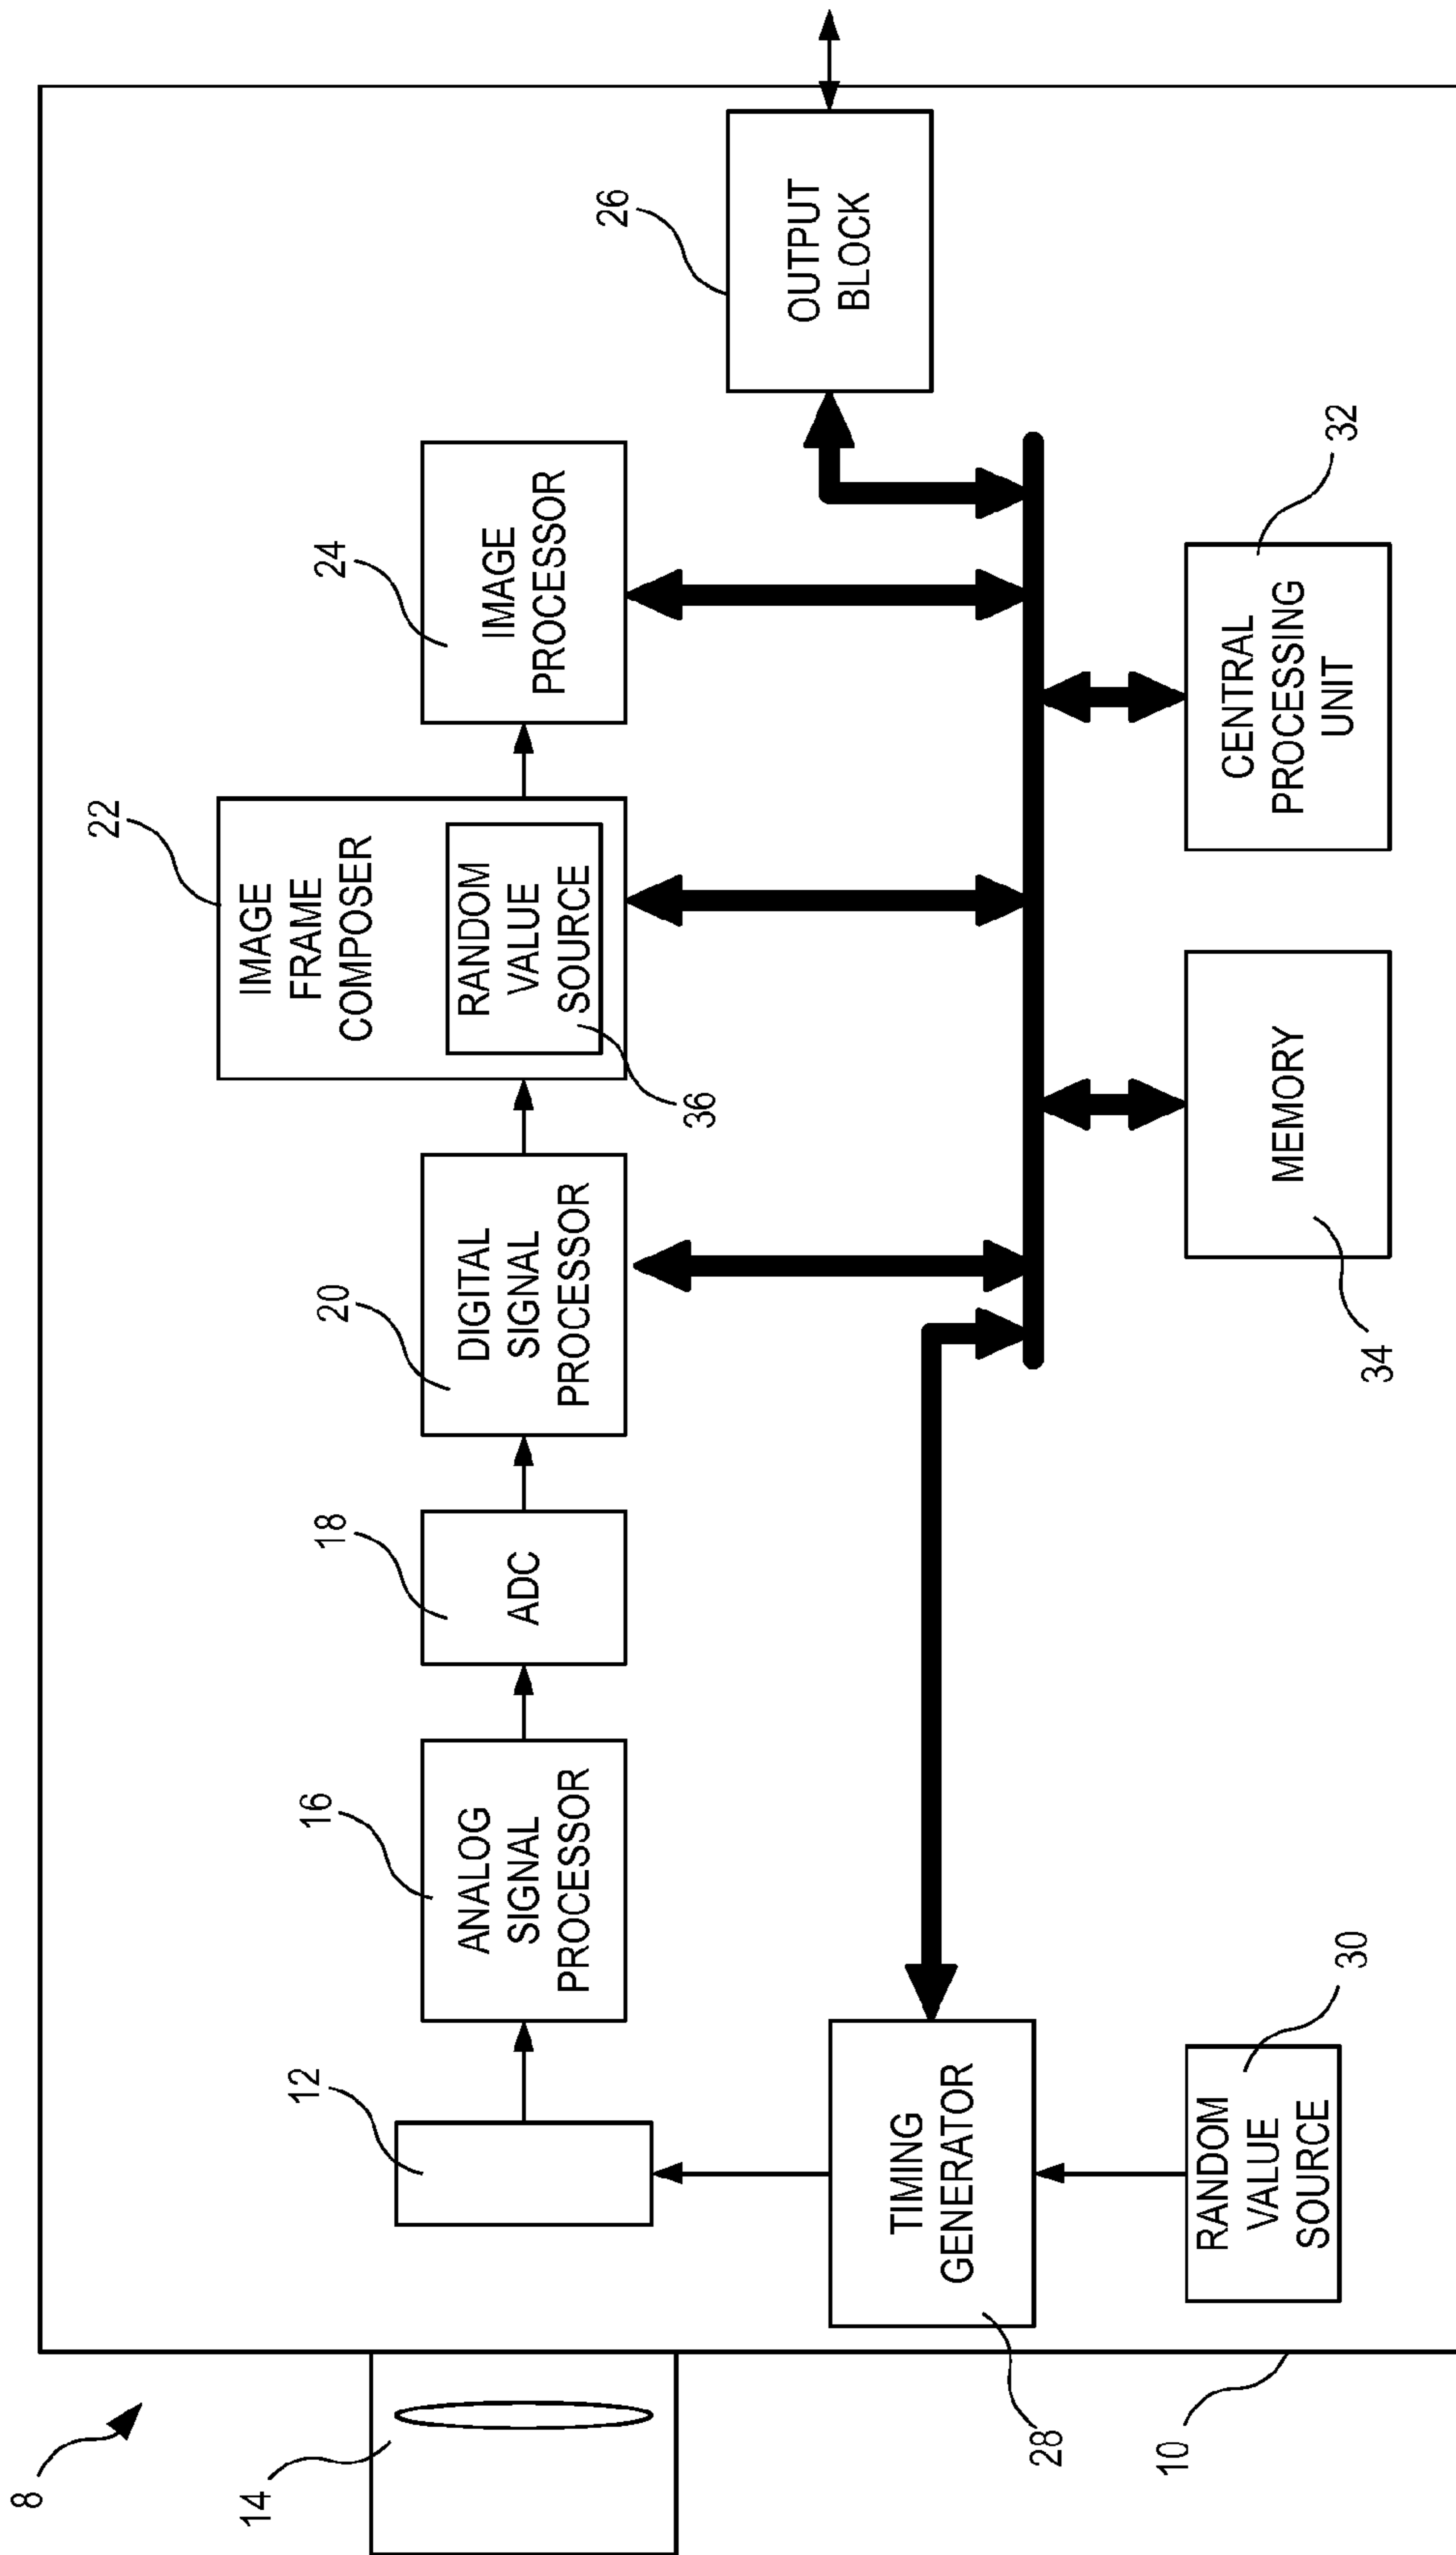 8
14
10
12
16
ANALOG
SIGNAL
PROCESSOR
18
ADC
20
DIGITAL
SIGNAL
PROCESSOR
22
IMAGE
FRAME
COMPOSER
RANDOM
VALUE
SOURCE
36
24
IMAGE
PROCESSOR
26
OUTPUT
BLOCK
28
TIMING
GENERATOR
30
RANDOM
VALUE
SOURCE
34
MEMORY
32
CENTRAL
PROCESSING
UNIT